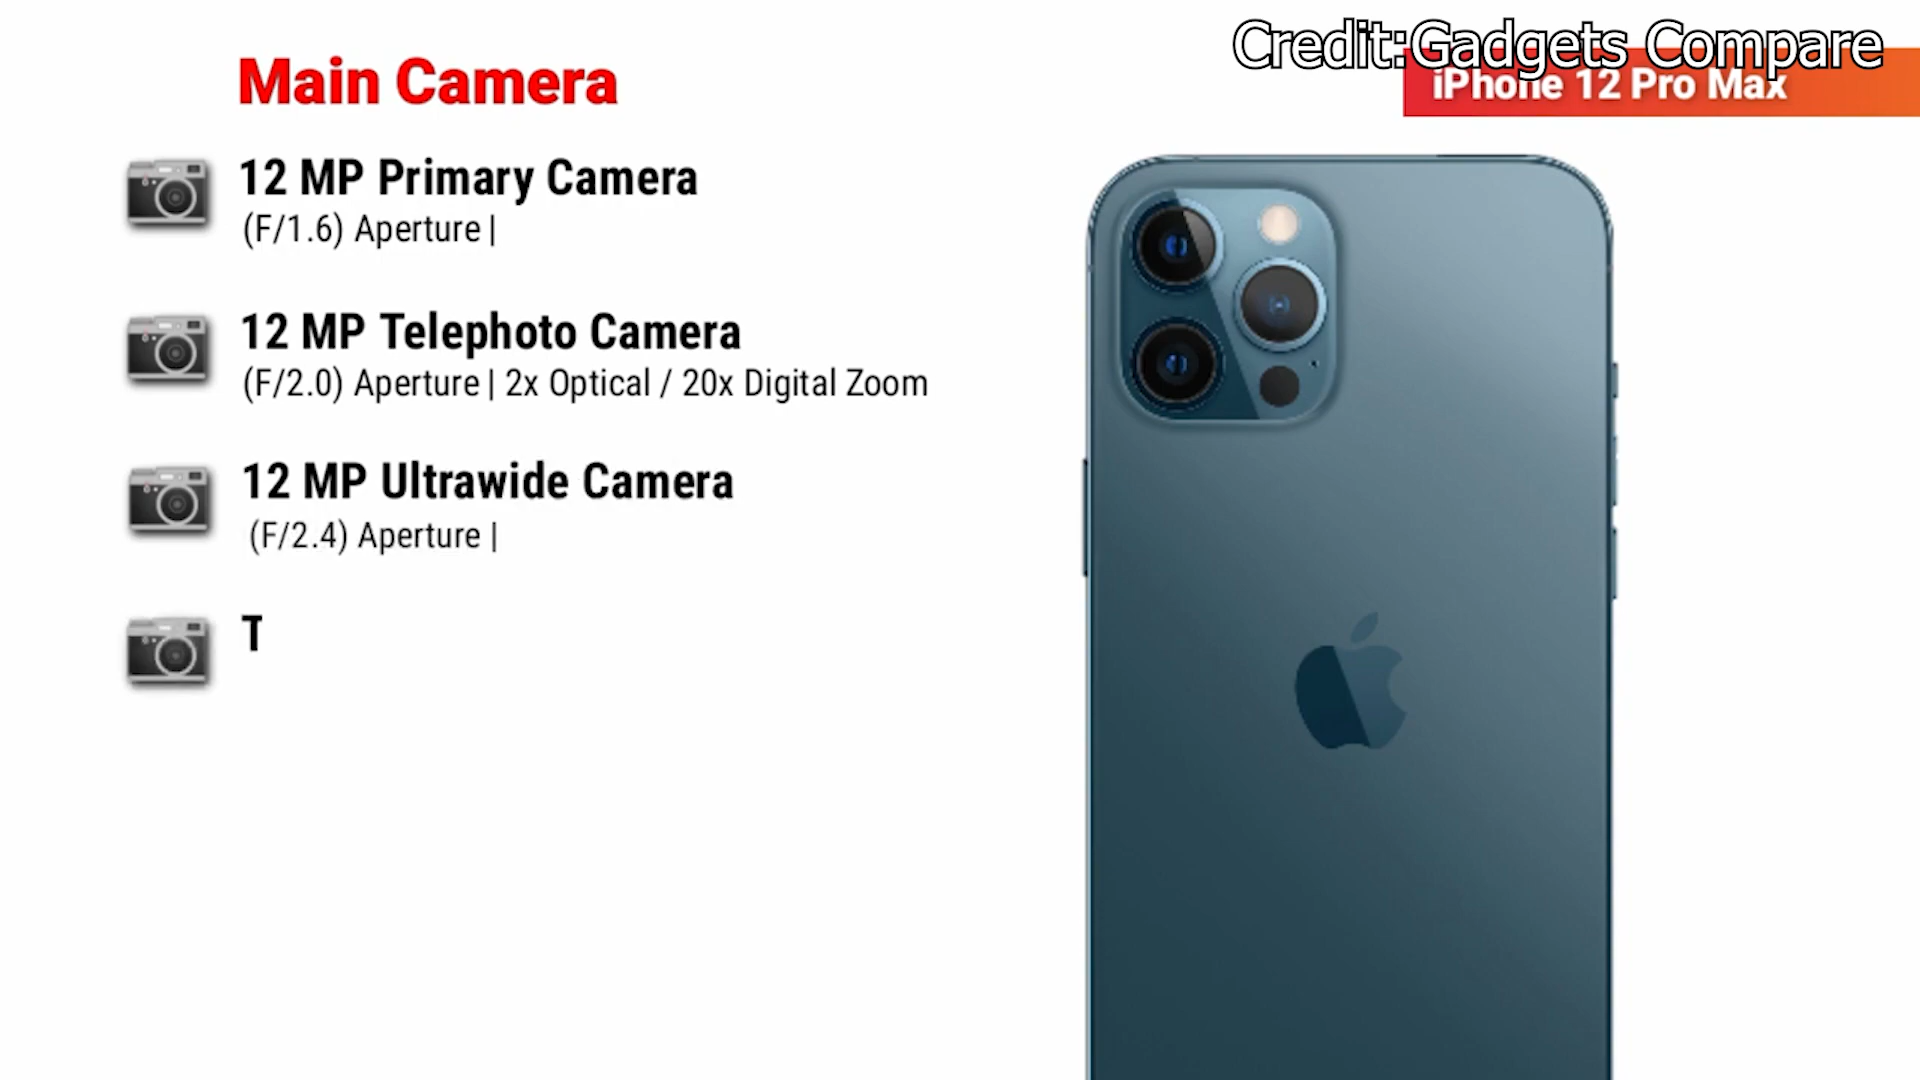 Credit:Gadgets Compare
iPhone 12 Pro Max
Main Camera
12 MP Primary Camera
(F/1.6) Aperture |
12 MP Telephoto Camera
(F/2.0) Aperture | 2x Optical / 20x Digital Zoom
12 MP Ultrawide Camera
(F/2.4) Aperture |
T